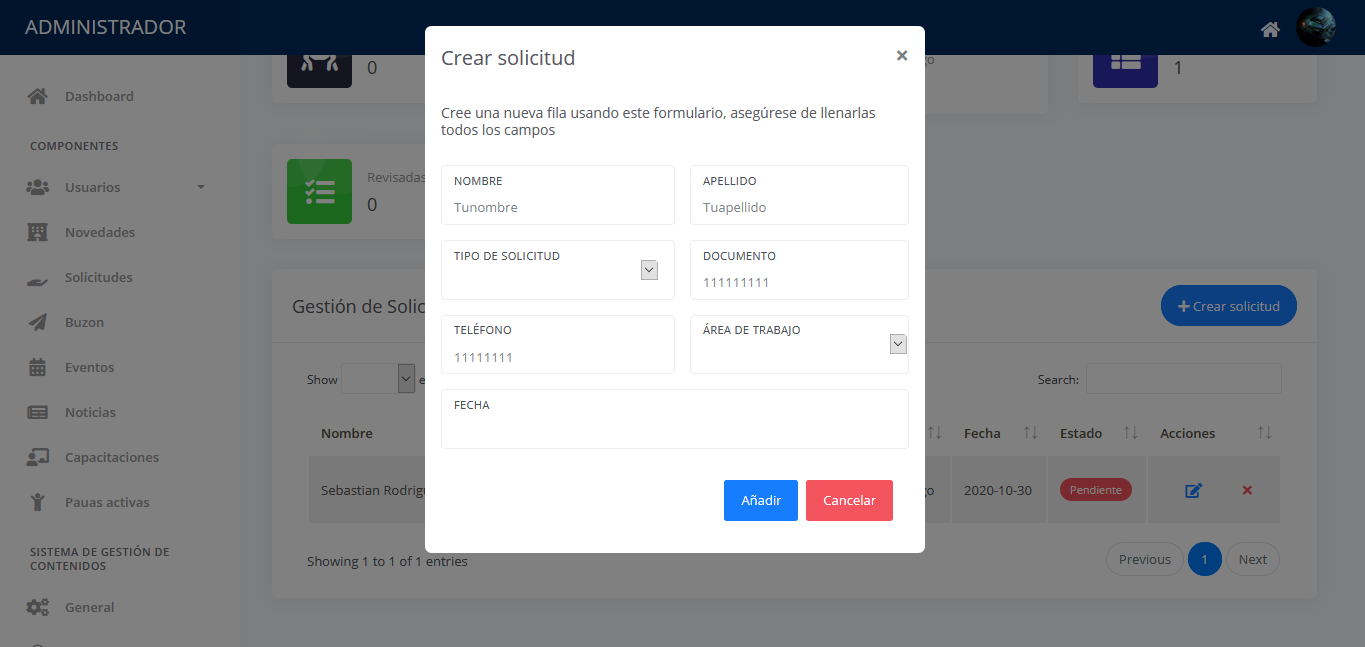 ADMINISTRADOR
Dashboard
COMPONENTES
Usuarios
Novedades
Solicitudes
Buzon
Eventos
Noticias
Capacitaciones
Pauas activas
SISTEMA DE GESTIÓN DE
CONTENIDOS
General
0
1
Revisadas
0
Gestión de Solic
Crear solicitud
Show
Search:
Nombre
Fecha
Estado
Acciones
Sebastian Rodrigu
go
2020-10-30
Pendiente
Showing 1 to 1 of 1 entries
Previous
1
Next
Crear solicitud
×
Cree una nueva fila usando este formulario, asegúrese de llenarlas
todos los campos
NOMBRE
Tunombre
APELLIDO
Tuapellido
TIPO DE SOLICITUD
DOCUMENTO
111111111
TELÉFONO
11111111
ÁREA DE TRABAJO
FECHA
Añadir
Cancelar